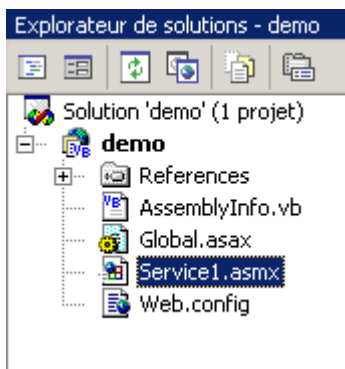 Explorateur de solutions - demo
Solution 'demo' (1 projet)
demo
References
AssemblyInfo.vb
Global.asax
Service1.asmx
Web.config